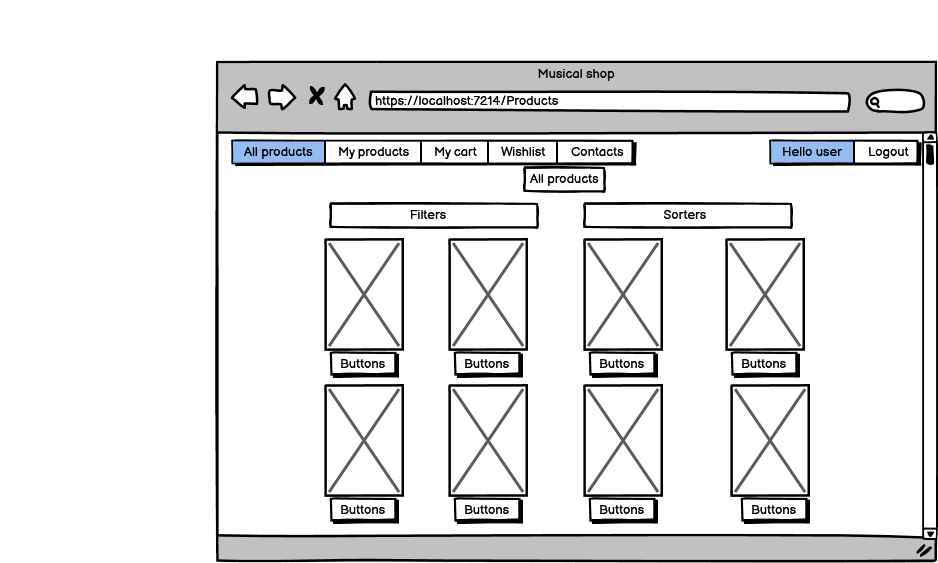 Musical shop
https://localhost:7214/Products
All products My products My cart Wishlist Contacts Hello user Logout
All products
Filters Sorters
Buttons Buttons Buttons Buttons
Buttons Buttons Buttons Buttons